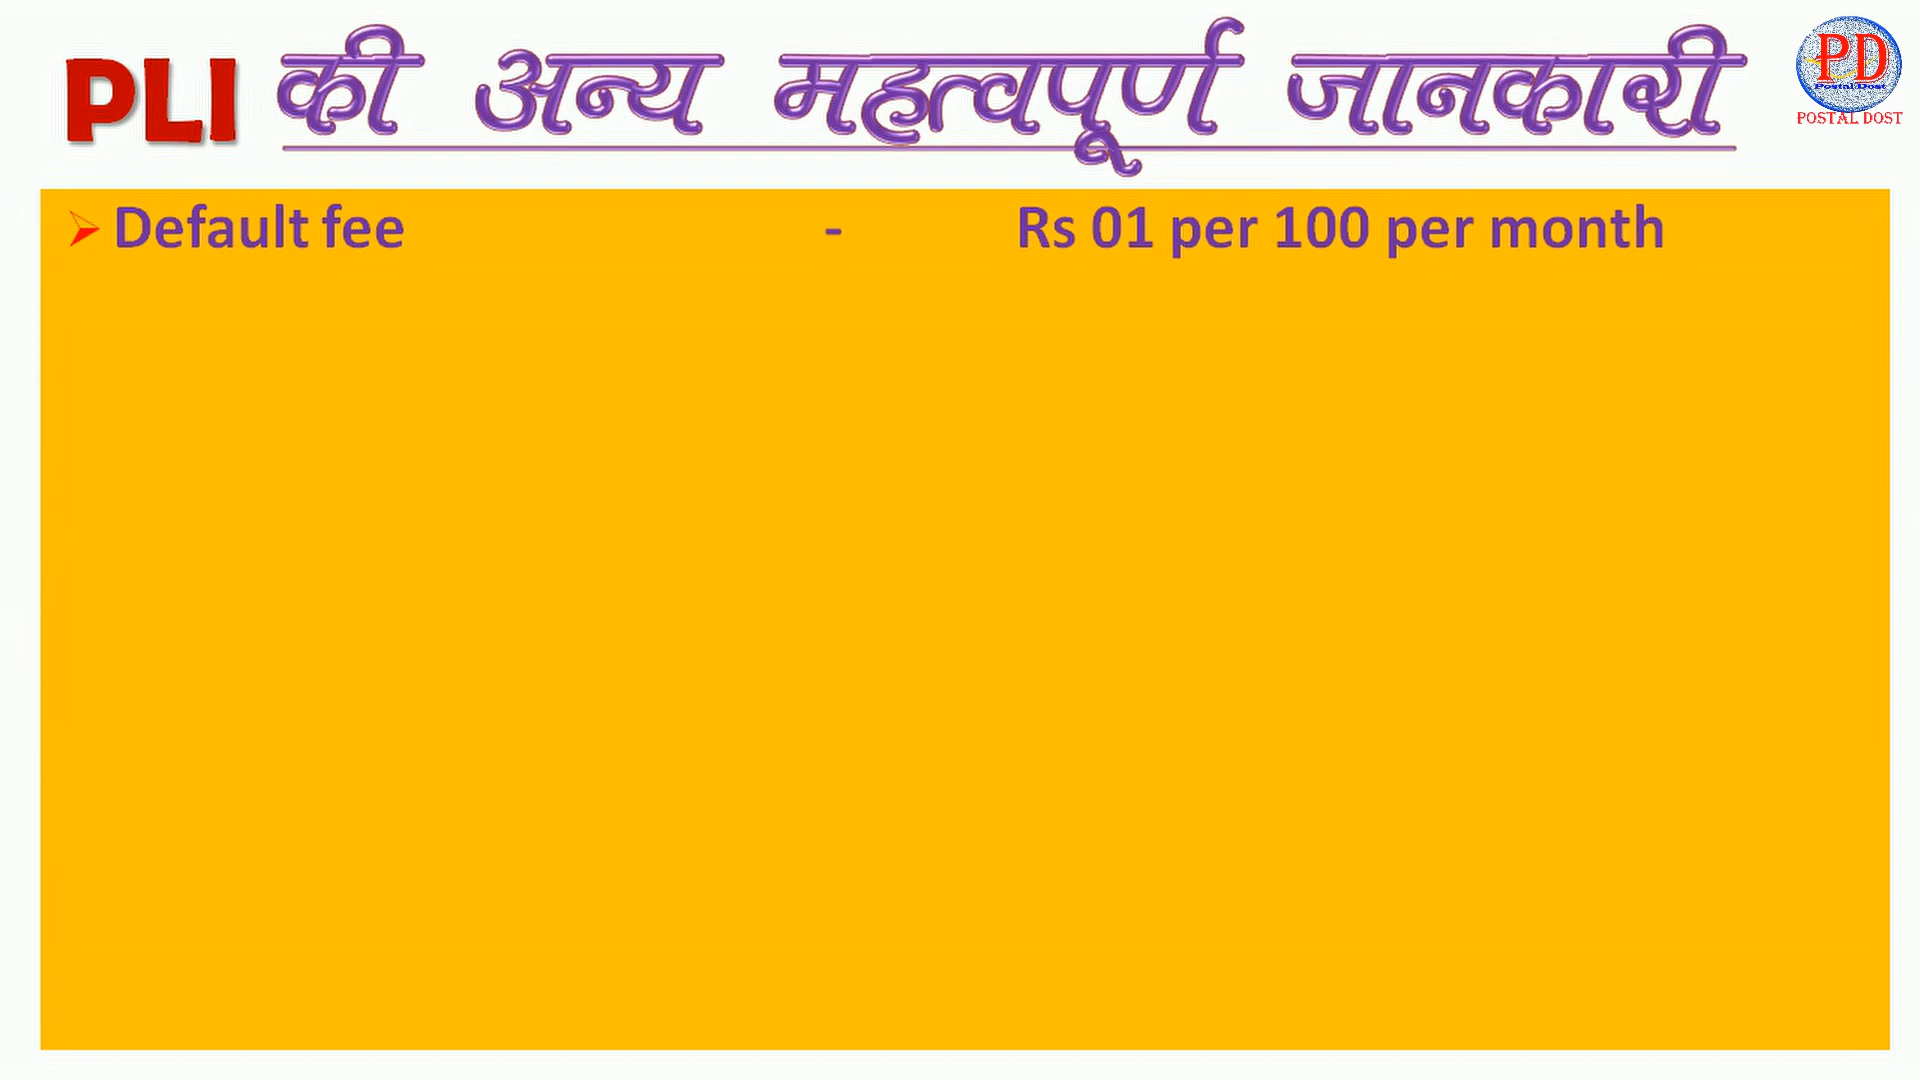 PLI की अन्य महत्वपूर्ण जानकारी
PD
Postal Dost
POSTAL DOST
Default fee - Rs 01 per 100 per month